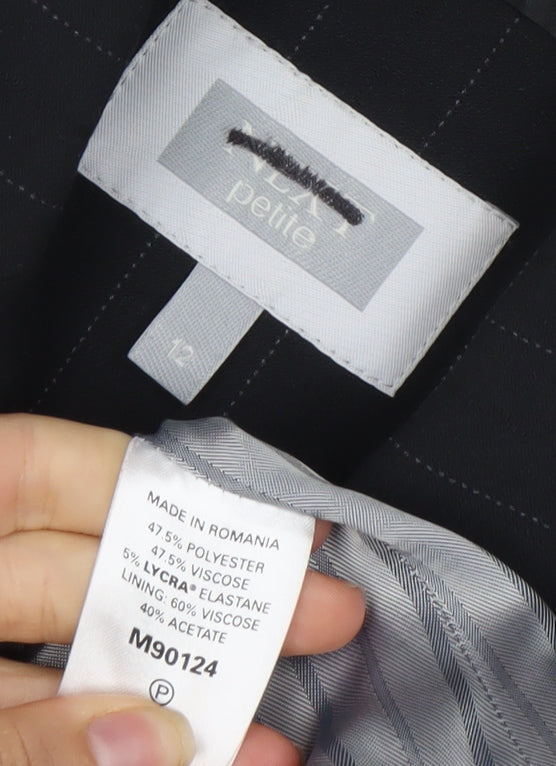 NEXT
petite
12
MADE IN ROMANIA
47.5% POLYESTER
47.5% VISCOSE
5% LYCRA® ELASTANE
LINING: 60% VISCOSE
40% ACETATE
M90124
P